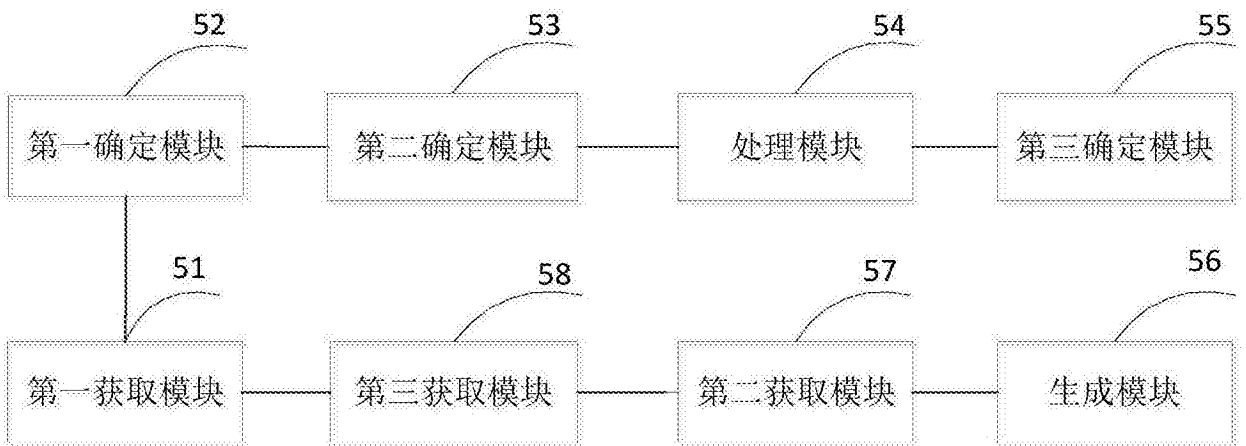 52 53 54 55
第一确定模块 第二确定模块 处理模块 第三确定模块
51 58 57 56
第一获取模块 第三获取模块 第二获取模块 生成模块